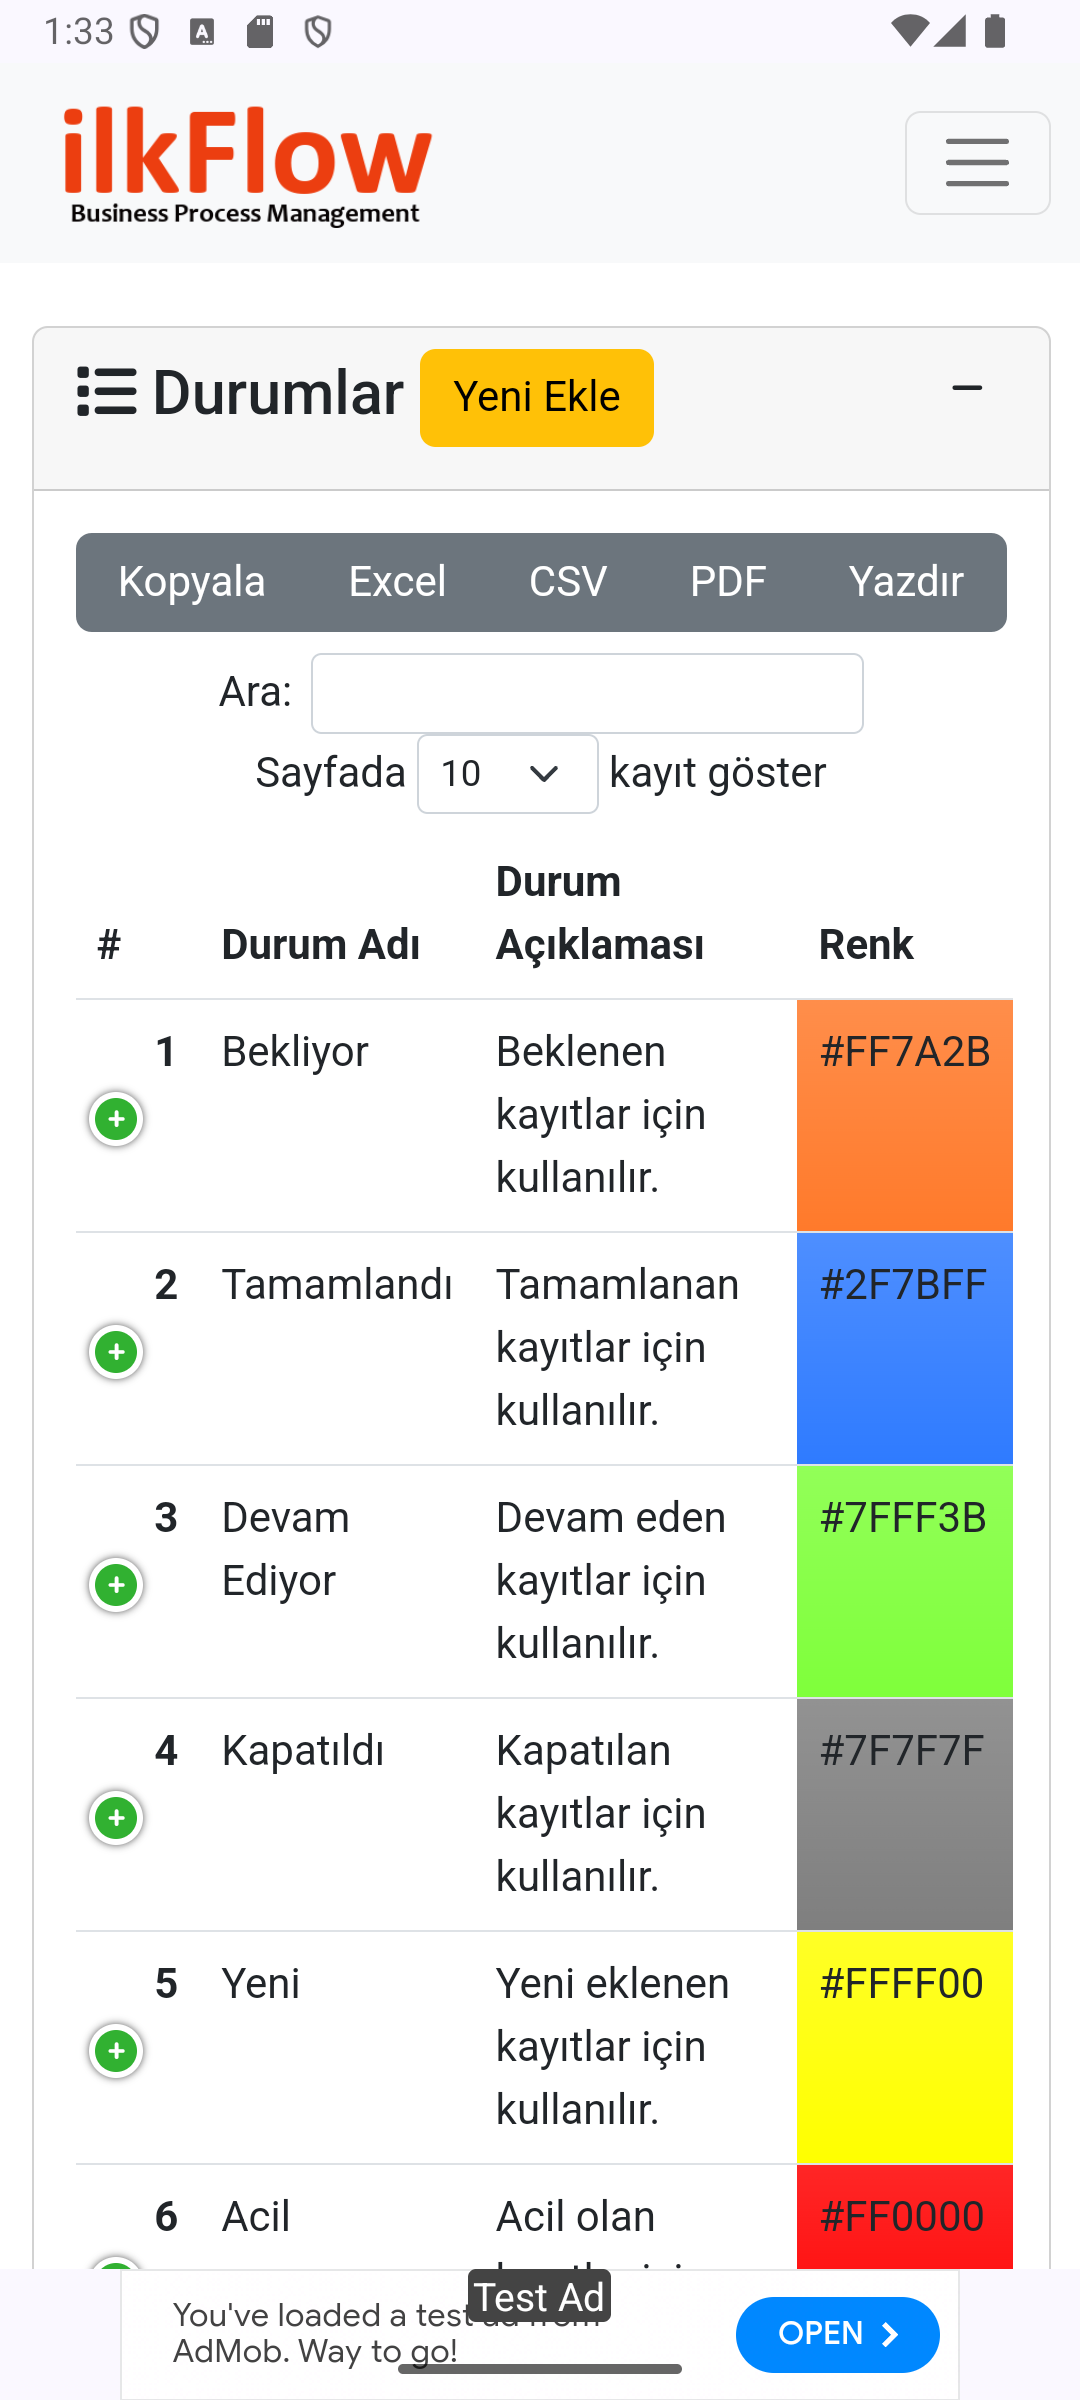 1:33
ilkFlow
Business Process Management
Durumlar Yeni Ekle
Kopyala Excel CSV PDF Yazdır
Ara:
Sayfada 10 kayıt göster
# Durum Adı Durum Açıklaması Renk
1 Bekliyor Beklenen kayıtlar için kullanılır. #FF7A2B
2 Tamamlandı Tamamlanan kayıtlar için kullanılır. #2F7BFF
3 Devam Ediyor Devam eden kayıtlar için kullanılır. #7FFF3B
4 Kapatıldı Kapatılan kayıtlar için kullanılır. #7F7F7F
5 Yeni Yeni eklenen kayıtlar için kullanılır. #FFFF00
6 Acil Acil olan #FF0000
Test Ad
You've loaded a test ad from
AdMob. Way to go!
OPEN